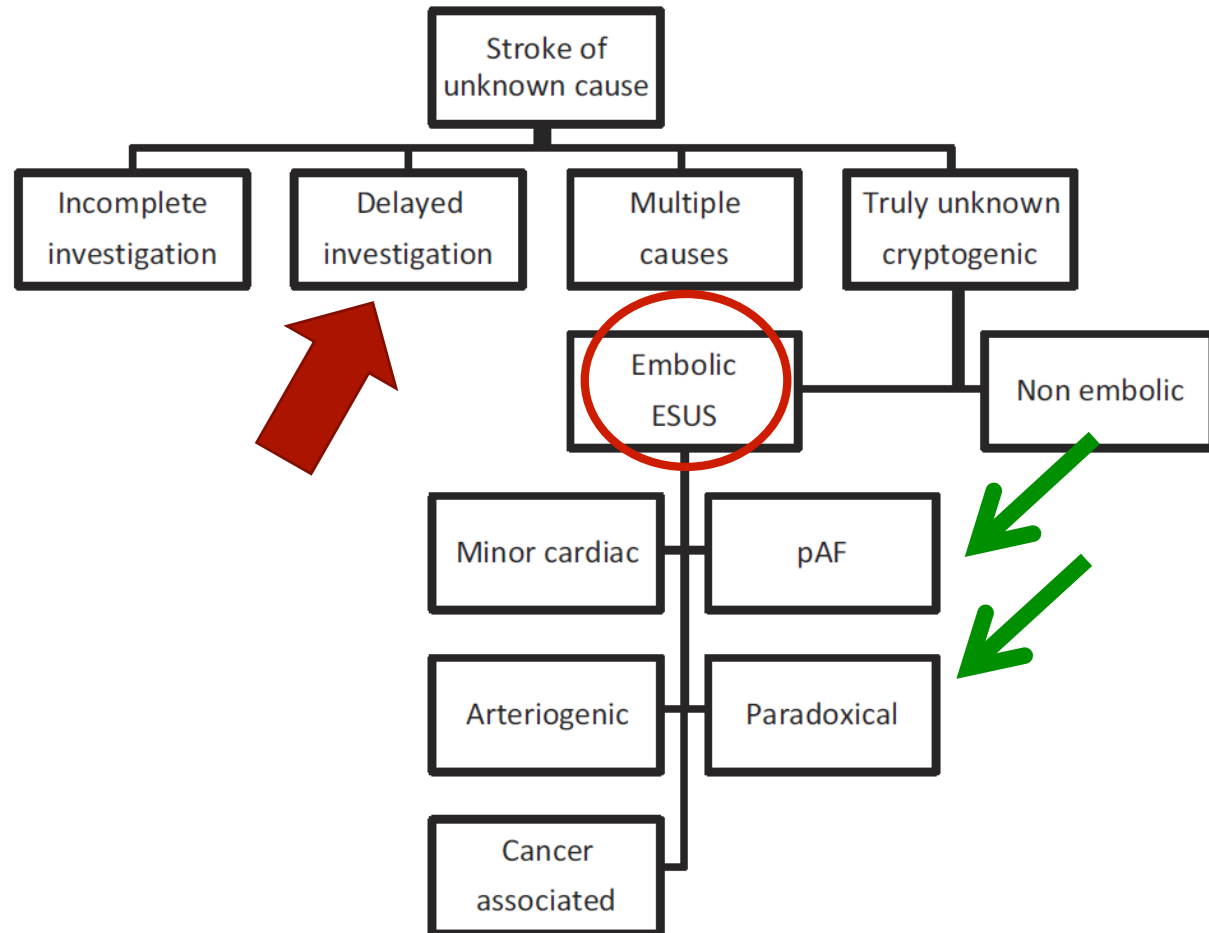 Stroke of
unknown cause
Incomplete
investigation
Delayed
investigation
Multiple
causes
Truly unknown
cryptogenic
Embolic
ESUS
Non embolic
Minor cardiac
pAF
Arteriogenic
Paradoxical
Cancer
associated